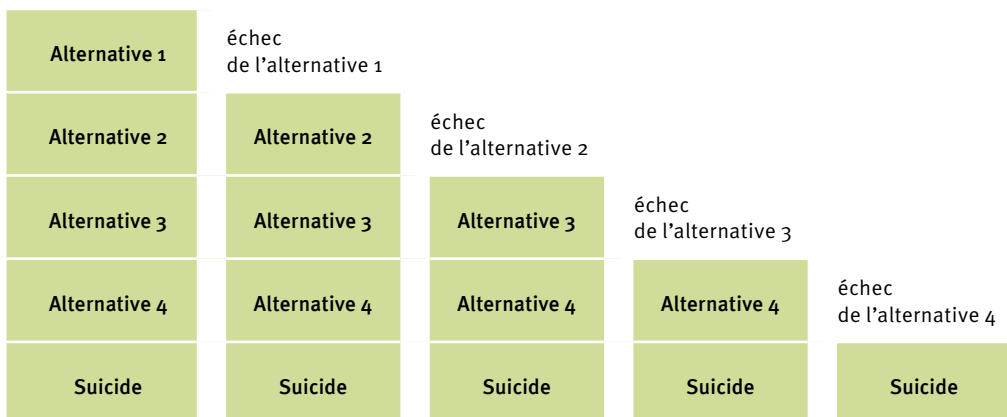 Alternative 1
échec
de l’alternative 1
Alternative 2
Alternative 2
échec
de l’alternative 2
Alternative 3
Alternative 3
Alternative 3
échec
de l’alternative 3
Alternative 4
Alternative 4
Alternative 4
Alternative 4
échec
de l’alternative 4
Suicide
Suicide
Suicide
Suicide
Suicide